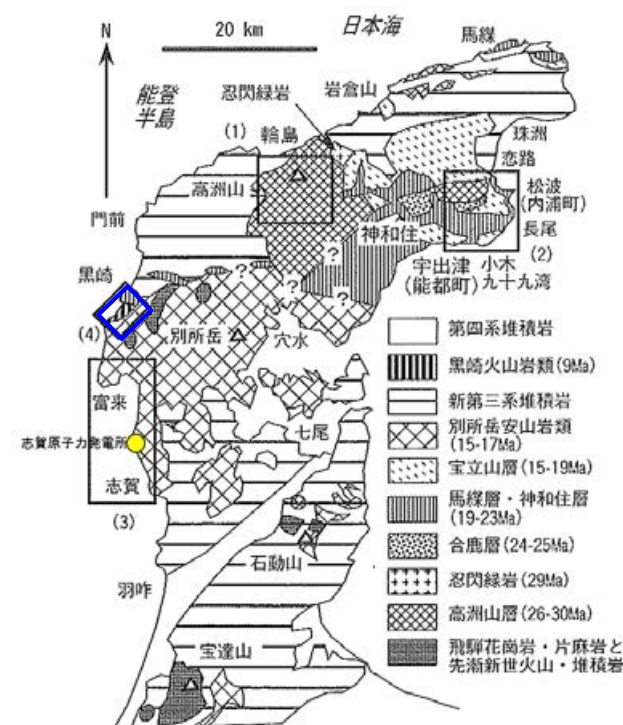 N
20 km
日本海
馬緤
能登
半島
忍閃緑岩
岩倉山
(1)
輪島
珠洲
恋路
高洲山
松波
(内浦町)
門前
神和住
長尾
(2)
宇出津
(能都町)
小木
九十九湾
黒崎
?
?
?
?
(4)
別所岳
穴水
富来
七尾
志賀原子力発電所
志賀
(3)
石動山
羽咋
宝達山
第四系堆積岩
黒崎火山岩類(9Ma)
新第三系堆積岩
別所岳安山岩類
(15-17Ma)
宝立山層(15-19Ma)
馬緤層・神和住層
(19-23Ma)
合鹿層(24-25Ma)
忍閃緑岩(29Ma)
高洲山層(26-30Ma)
飛騨花崗岩・片麻岩と
先漸新世火山・堆積岩